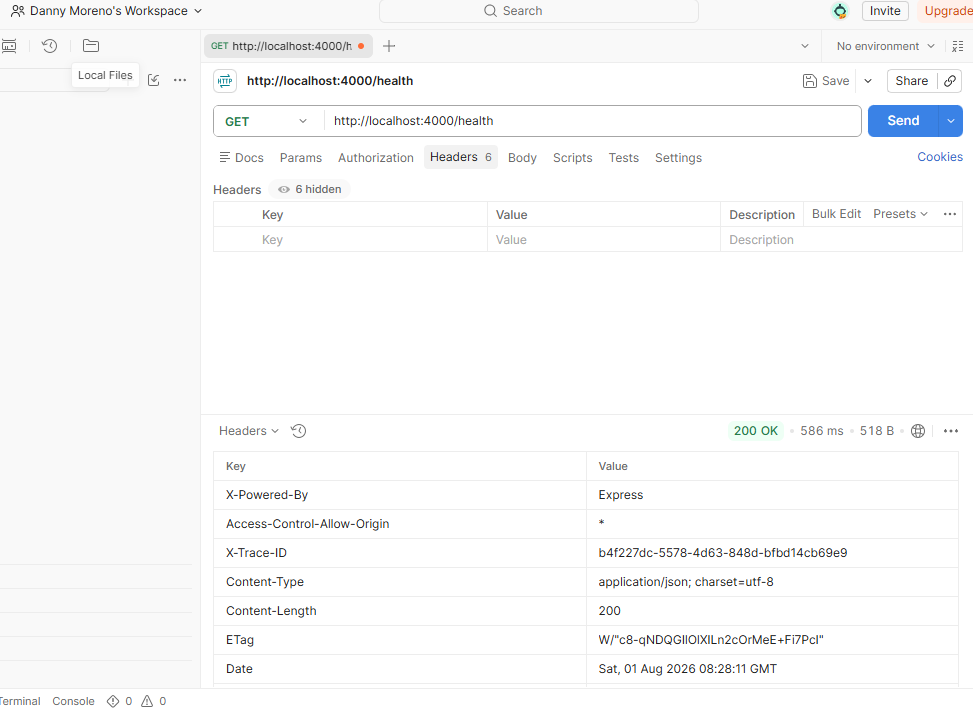 Danny Moreno's Workspace Search Invite Upgrade
GET http://localhost:4000/h No environment
Local Files
HTTP http://localhost:4000/health Save Share
GET http://localhost:4000/health Send
Docs Params Authorization Headers 6 Body Scripts Tests Settings Cookies
Headers 6 hidden
Key Value Description Bulk Edit Presets
Key Value Description
Headers 200 OK 586 ms 518 B
Key Value
X-Powered-By Express
Access-Control-Allow-Origin *
X-Trace-ID b4f227dc-5578-4d63-848d-bfbd14cb69e9
Content-Type application/json; charset=utf-8
Content-Length 200
ETag
Date Sat, 01 Aug 2026 08:28:11 GMT
Terminal Console 0 0